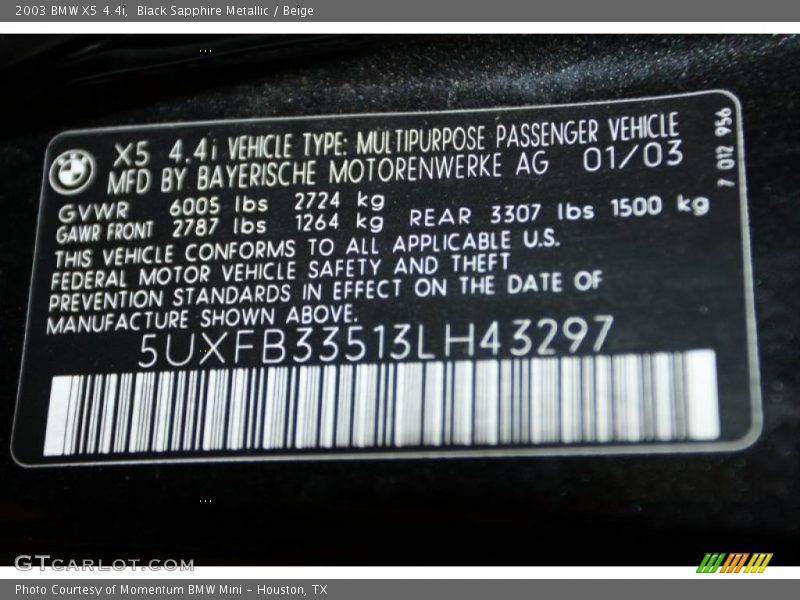 2003 BMW X5 4.4i, Black Sapphire Metallic / Beige
X5 4.4i VEHICLE TYPE: MULTIPURPOSE PASSENGER VEHICLE
MFD BY BAYERISCHE MOTORENWERKE AG 01/03
7 012 956
GVWR 6005 lbs 2724 kg
GAWR FRONT 2787 lbs 1264 kg REAR 3307 lbs 1500 kg
THIS VEHICLE CONFORMS TO ALL APPLICABLE U.S.
FEDERAL MOTOR VEHICLE SAFETY AND THEFT
PREVENTION STANDARDS IN EFFECT ON THE DATE OF
MANUFACTURE SHOWN ABOVE.
5UXFB33513LH43297
GTCARLOT.COM
Photo Courtesy of Momentum BMW Mini - Houston, TX